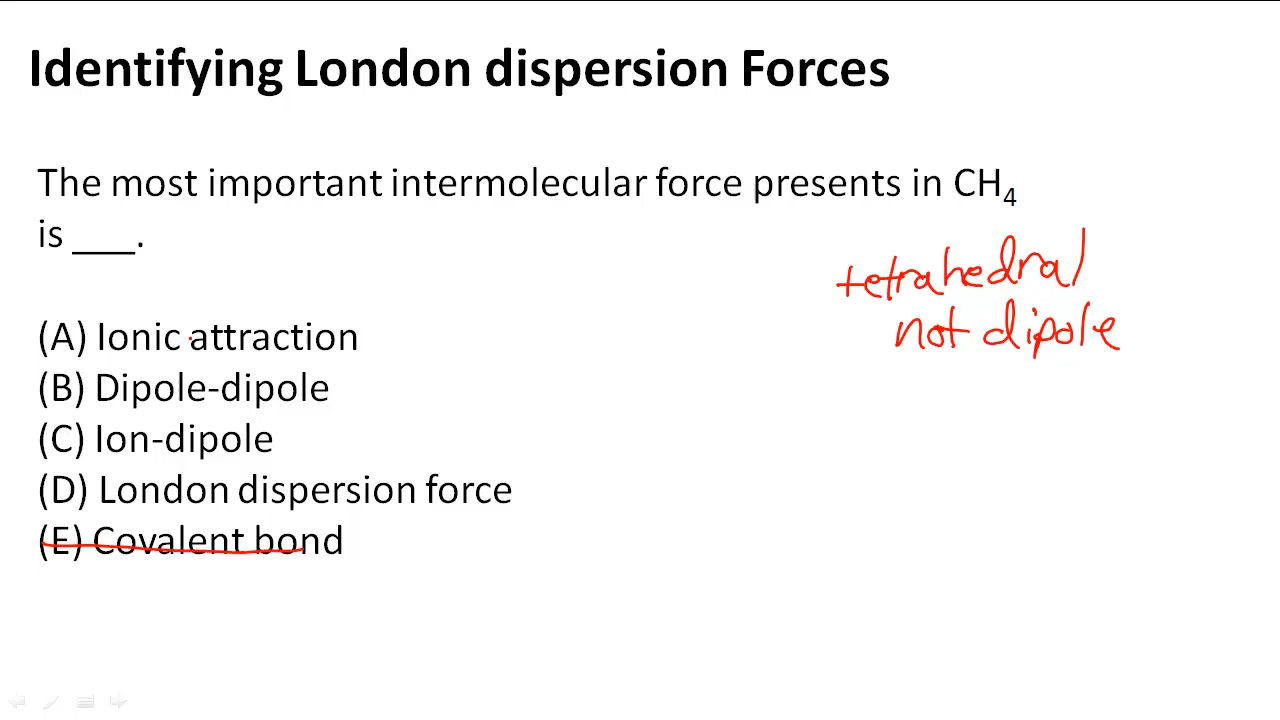 Identifying London dispersion Forces
The most important intermolecular force presents in CH₄
is ___.
tetrahedral
not dipole
(A) Ionic attraction
(B) Dipole-dipole
(C) Ion-dipole
(D) London dispersion force
(E) Covalent bond